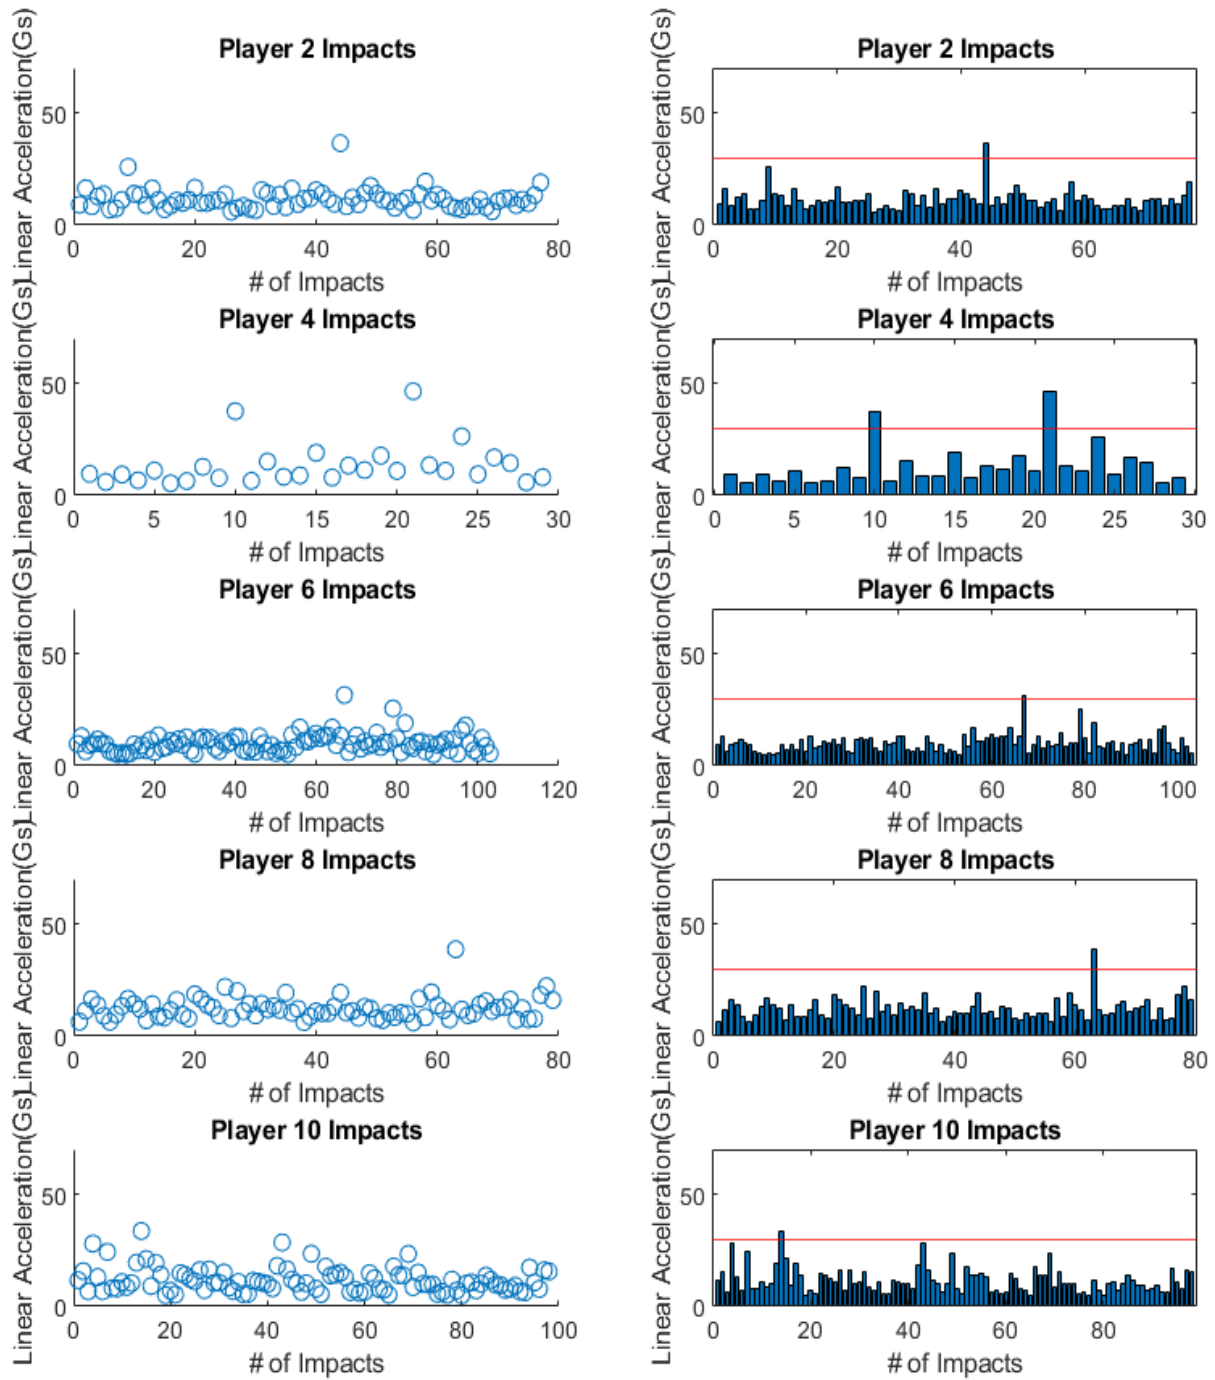 Player 2 Impacts
Linear Acceleration(Gs)
50
0
0 20 40 60 80
# of Impacts
Player 2 Impacts
Linear Acceleration(Gs)
50
0
0 20 40 60
# of Impacts
Player 4 Impacts
Linear Acceleration(Gs)
50
0
0 5 10 15 20 25 30
# of Impacts
Player 4 Impacts
Linear Acceleration(Gs)
50
0
0 5 10 15 20 25 30
# of Impacts
Player 6 Impacts
Linear Acceleration(Gs)
50
0
0 20 40 60 80 100 120
# of Impacts
Player 6 Impacts
Linear Acceleration(Gs)
50
0
0 20 40 60 80 100
# of Impacts
Player 8 Impacts
Linear Acceleration(Gs)
50
0
0 20 40 60 80
# of Impacts
Player 8 Impacts
Linear Acceleration(Gs)
50
0
0 20 40 60 80
# of Impacts
Player 10 Impacts
Linear Acceleration(Gs)
50
0
0 20 40 60 80 100
# of Impacts
Player 10 Impacts
Linear Acceleration(Gs)
50
0
0 20 40 60 80
# of Impacts